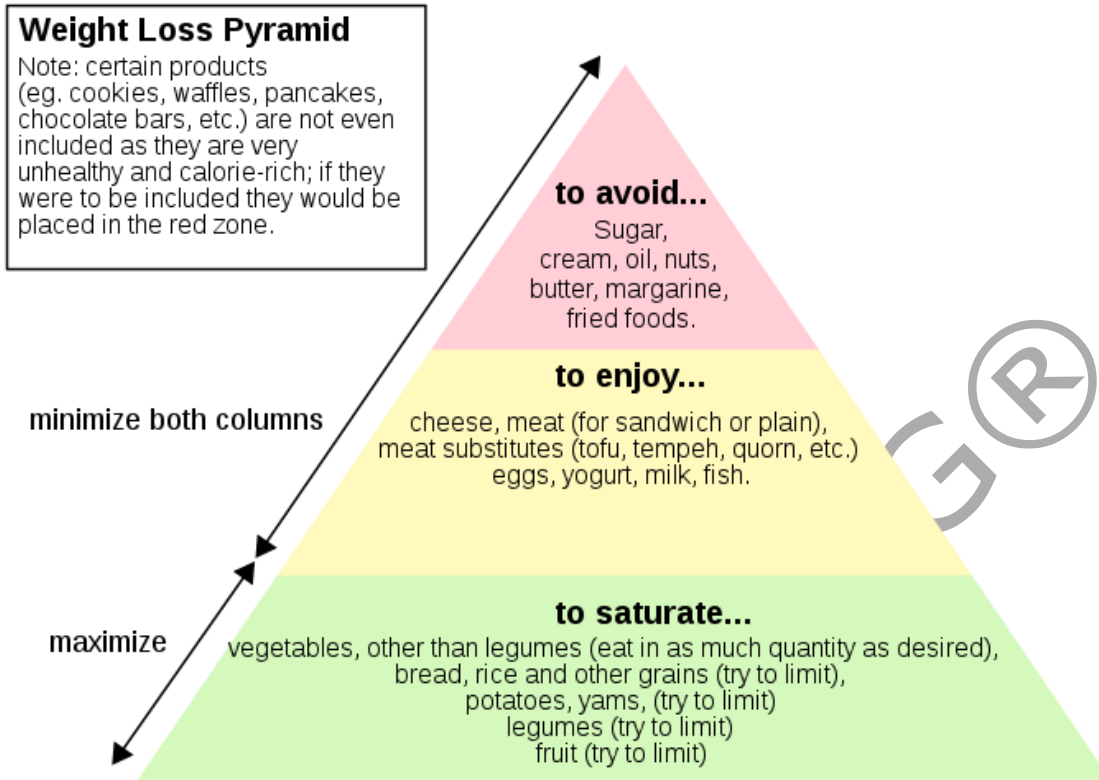 Weight Loss Pyramid
Note: certain products
(eg. cookies, waffles, pancakes,
chocolate bars, etc.) are not even
included as they are very
unhealthy and calorie-rich; if they
were to be included they would be
placed in the red zone.
to avoid...
Sugar,
cream, oil, nuts,
butter, margarine,
fried foods.
minimize both columns
to enjoy...
cheese, meat (for sandwich or plain),
meat substitutes (tofu, tempeh, quorn, etc.)
eggs, yogurt, milk, fish.
G®
maximize
to saturate...
vegetables, other than legumes (eat in as much quantity as desired),
bread, rice and other grains (try to limit),
potatoes, yams, (try to limit)
legumes (try to limit)
fruit (try to limit)